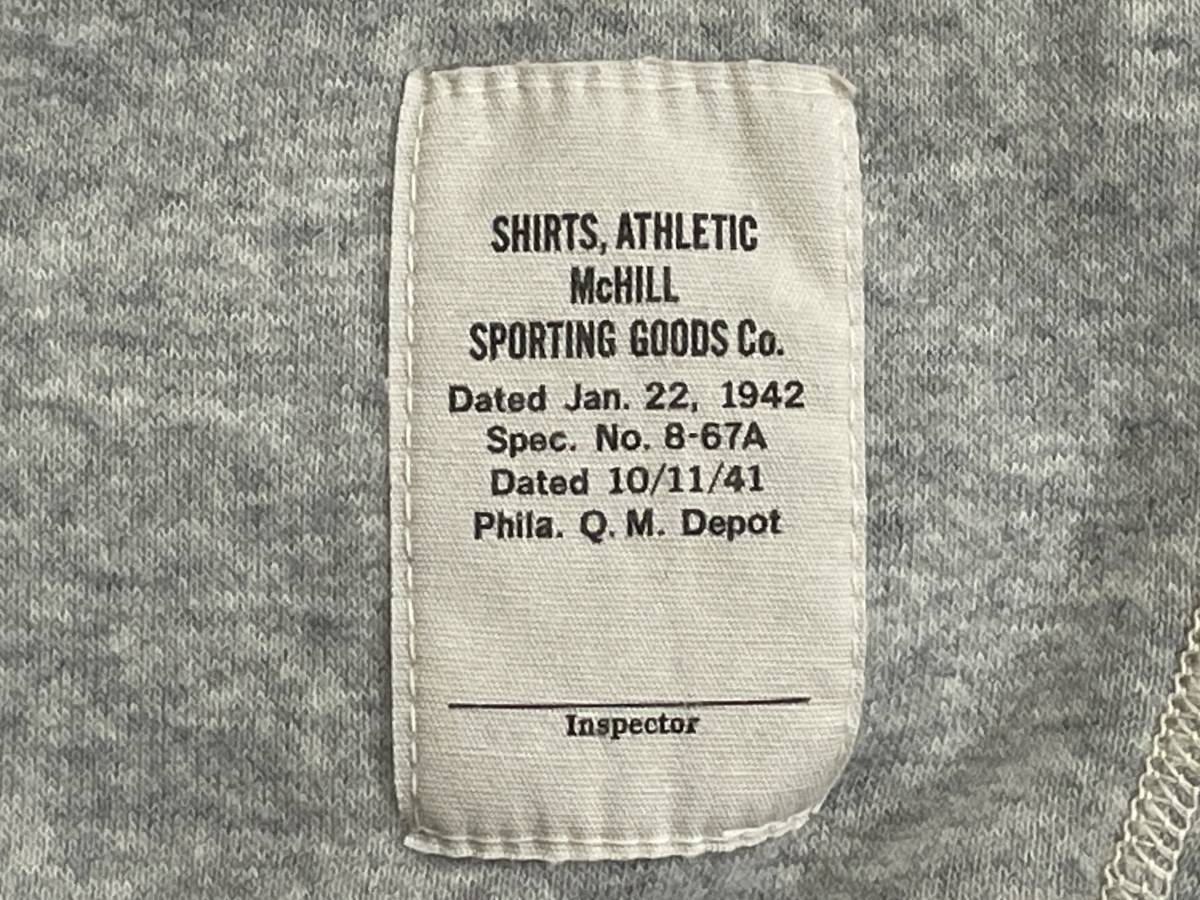 SHIRTS, ATHLETIC
McHILL
SPORTING GOODS Co.
Dated Jan. 22, 1942
Spec. No. 8-67A
Dated 10/11/41
Phila. Q. M. Depot
Inspector